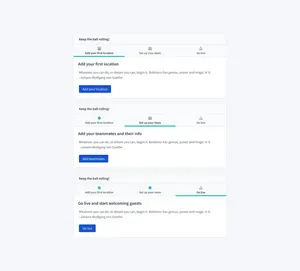 Keep the ball rolling!
Add your first location
Set up your team
Go live
Add your first location
Whatever you can do, or dream you can, begin it. Boldness has genius, power and magic in it.
- Johann Wolfgang von Goethe
Add your location
Keep the ball rolling!
Add your first location
Set up your team
Go live
Add your teammates and their info
Whatever you can do, or dream you can, begin it. Boldness has genius, power and magic in it.
- Johann Wolfgang von Goethe
Add teammates
Keep the ball rolling!
Add your first location
Set up your team
Go live
Go live and start welcoming guests
Whatever you can do, or dream you can, begin it. Boldness has genius, power and magic in it.
- Johann Wolfgang von Goethe
Go live